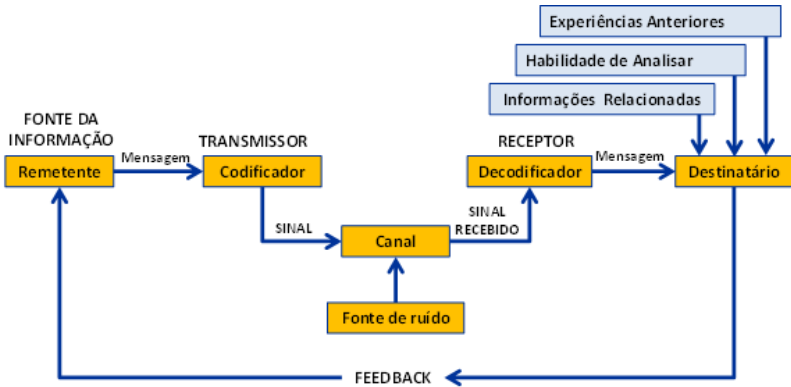 Experiências Anteriores
Habilidade de Analisar
Informações Relacionadas
FONTE DA
INFORMAÇÃO
TRANSMISSOR
RECEPTOR
Remetente
Mensagem
Codificador
Decodificador
Mensagem
Destinatário
SINAL
Canal
SINAL
RECEBIDO
Fonte de ruído
FEEDBACK